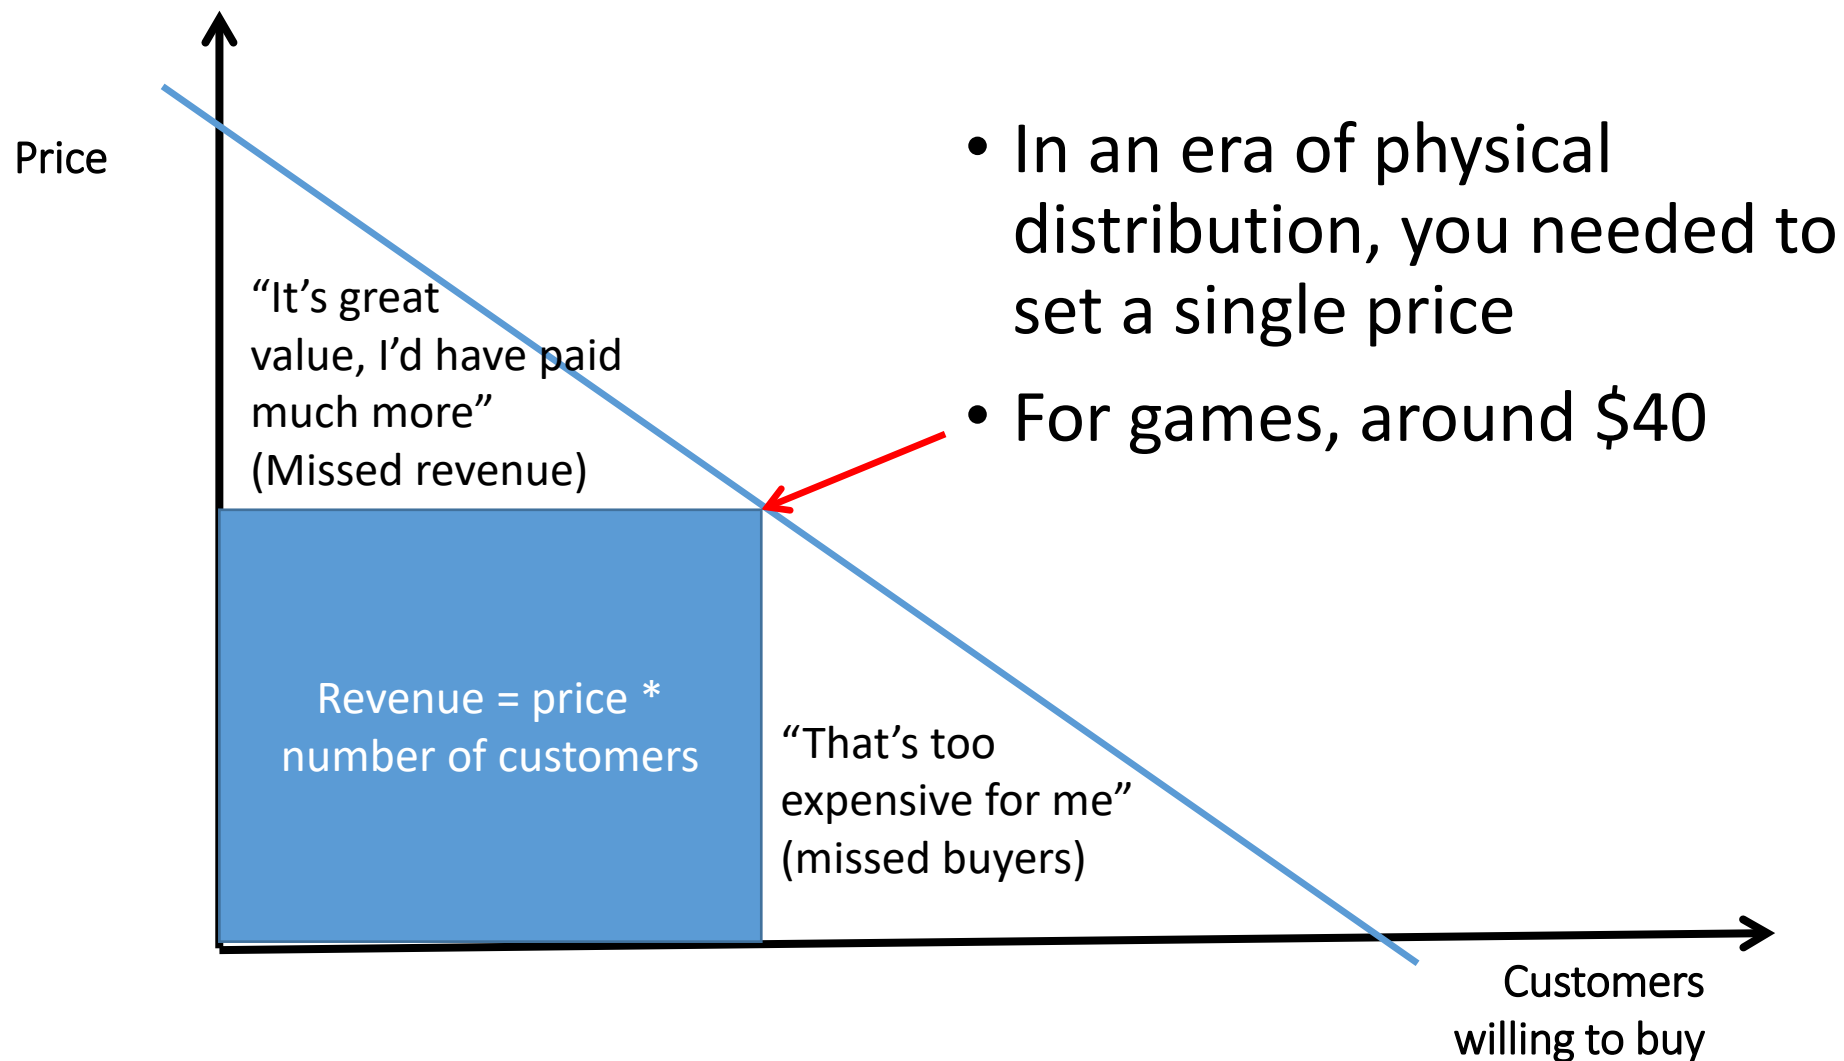 Price
“It’s great
value, I’d have paid
much more”
(Missed revenue)
• In an era of physical
distribution, you needed to
set a single price
• For games, around $40
Revenue = price *
number of customers
“That’s too
expensive for me”
(missed buyers)
Customers
willing to buy